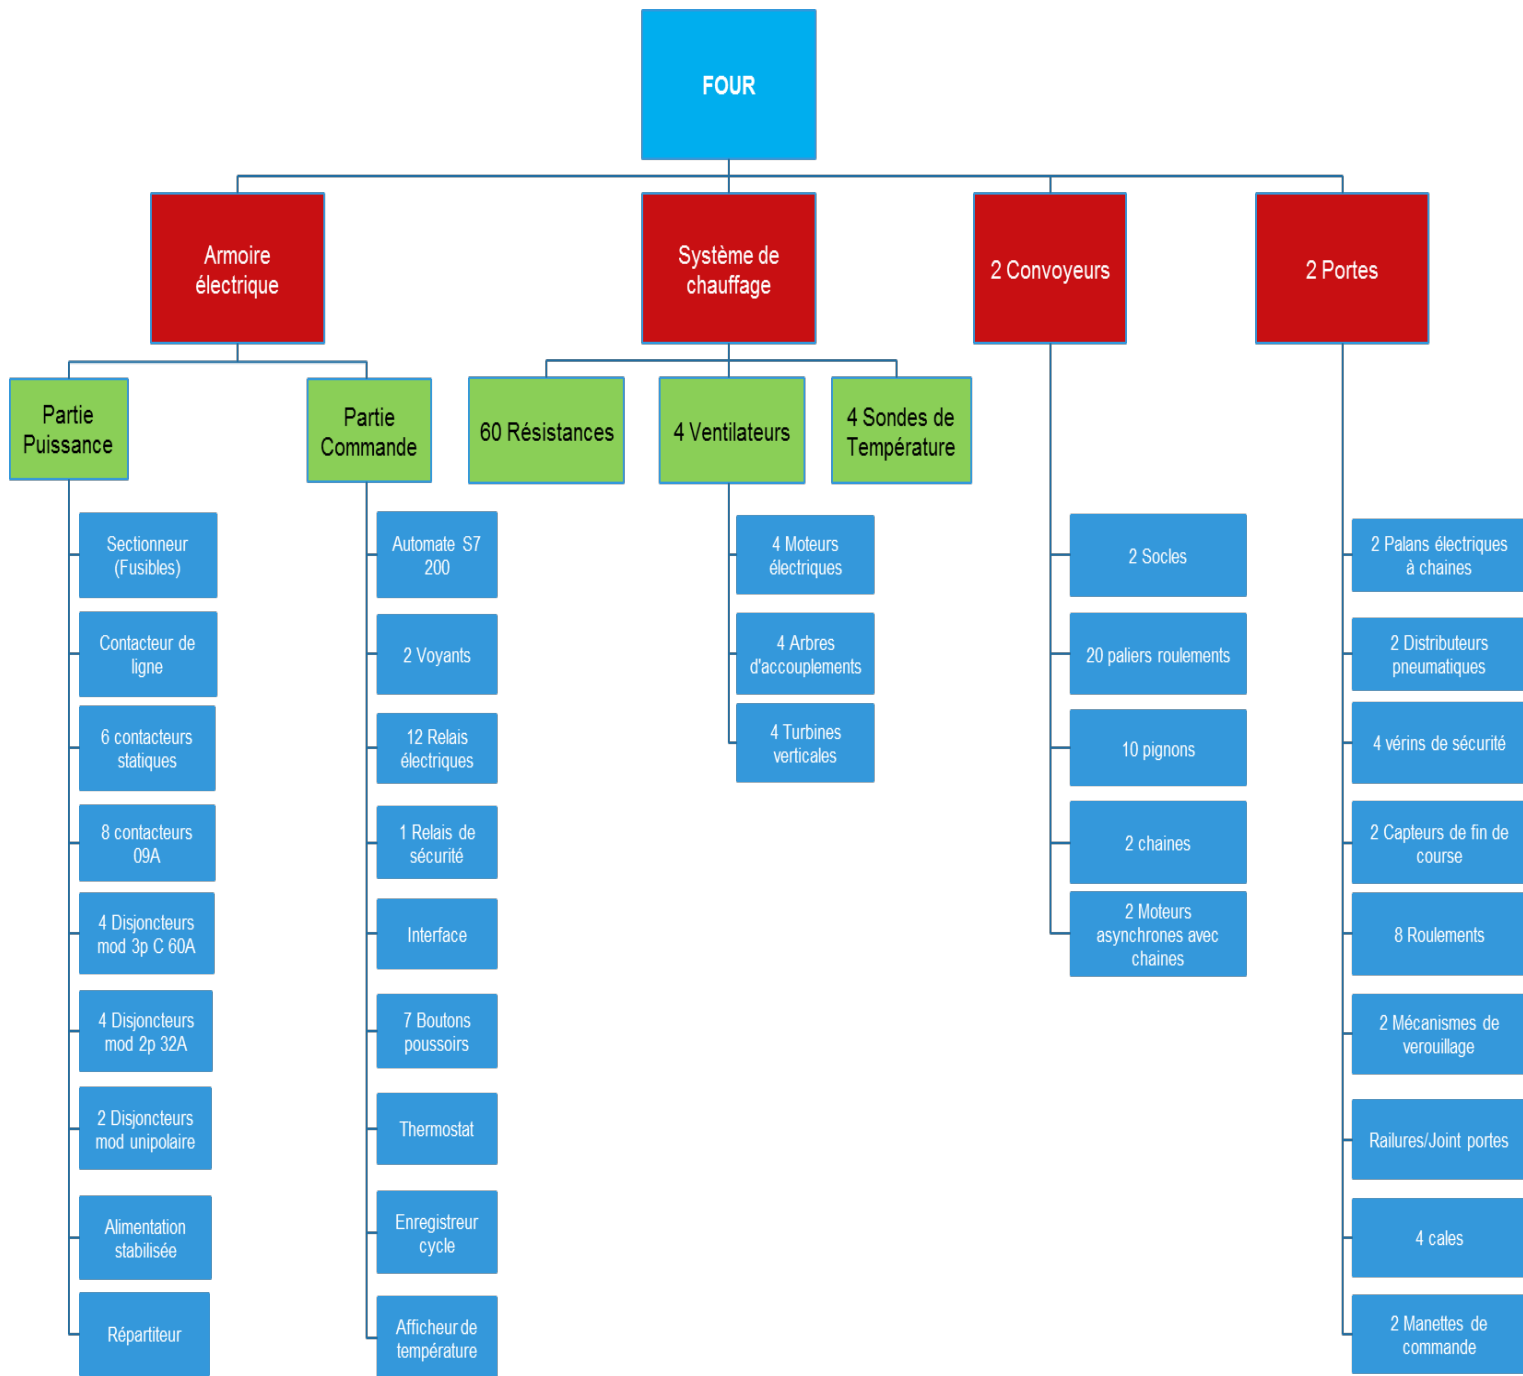 FOUR
Armoire
électrique
Système de
chauffage
2 Convoyeurs
2 Portes
Partie
Puissance
Partie
Commande
60 Résistances
4 Ventilateurs
4 Sondes de
Température
Sectionneur
(Fusibles)
Contacteur de
ligne
6 contacteurs
statiques
8 contacteurs
09A
4 Disjoncteurs
mod 3p C 60A
4 Disjoncteurs
mod 2p 32A
2 Disjoncteurs
mod unipolaire
Alimentation
stabilisée
Répartiteur
Automate S7
200
2 Voyants
12 Relais
électriques
1 Relais de
sécurité
Interface
7 Boutons
poussoirs
Thermostat
Enregistreur
cycle
Afficheur de
température
4 Moteurs
électriques
4 Arbres
d'accouplements
4 Turbines
verticales
2 Socles
20 paliers roulements
10 pignons
2 chaines
2 Moteurs
asynchrones avec
chaines
2 Palans électriques
à chaines
2 Distributeurs
pneumatiques
4 vérins de sécurité
2 Capteurs de fin de
course
8 Roulements
2 Mécanismes de
verouillage
Railures/Joint portes
4 cales
2 Manettes de
commande